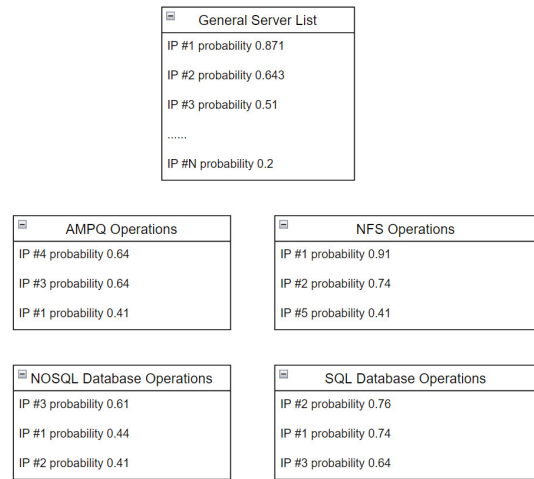 General Server List
IP #1 probability 0.871
IP #2 probability 0.643
IP #3 probability 0.51
......
IP #N probability 0.2
AMPQ Operations
IP #4 probability 0.64
IP #3 probability 0.64
IP #1 probability 0.41
NFS Operations
IP #1 probability 0.91
IP #2 probability 0.74
IP #5 probability 0.41
NOSQL Database Operations
IP #3 probability 0.61
IP #1 probability 0.44
IP #2 probability 0.41
SQL Database Operations
IP #2 probability 0.76
IP #1 probability 0.74
IP #3 probability 0.64